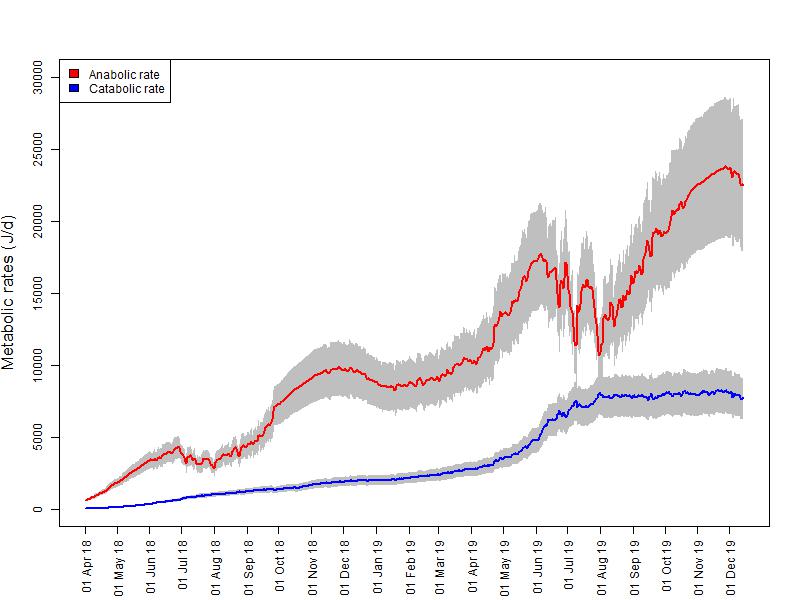 Anabolic rate
Catabolic rate
Metabolic rates (J/d)
30000
25000
20000
15000
10000
5000
0
01 Apr 18
01 May 18
01 Jun 18
01 Jul 18
01 Aug 18
01 Sep 18
01 Oct 18
01 Nov 18
01 Dec 18
01 Jan 19
01 Feb 19
01 Mar 19
01 Apr 19
01 May 19
01 Jun 19
01 Jul 19
01 Aug 19
01 Sep 19
01 Oct 19
01 Nov 19
01 Dec 19